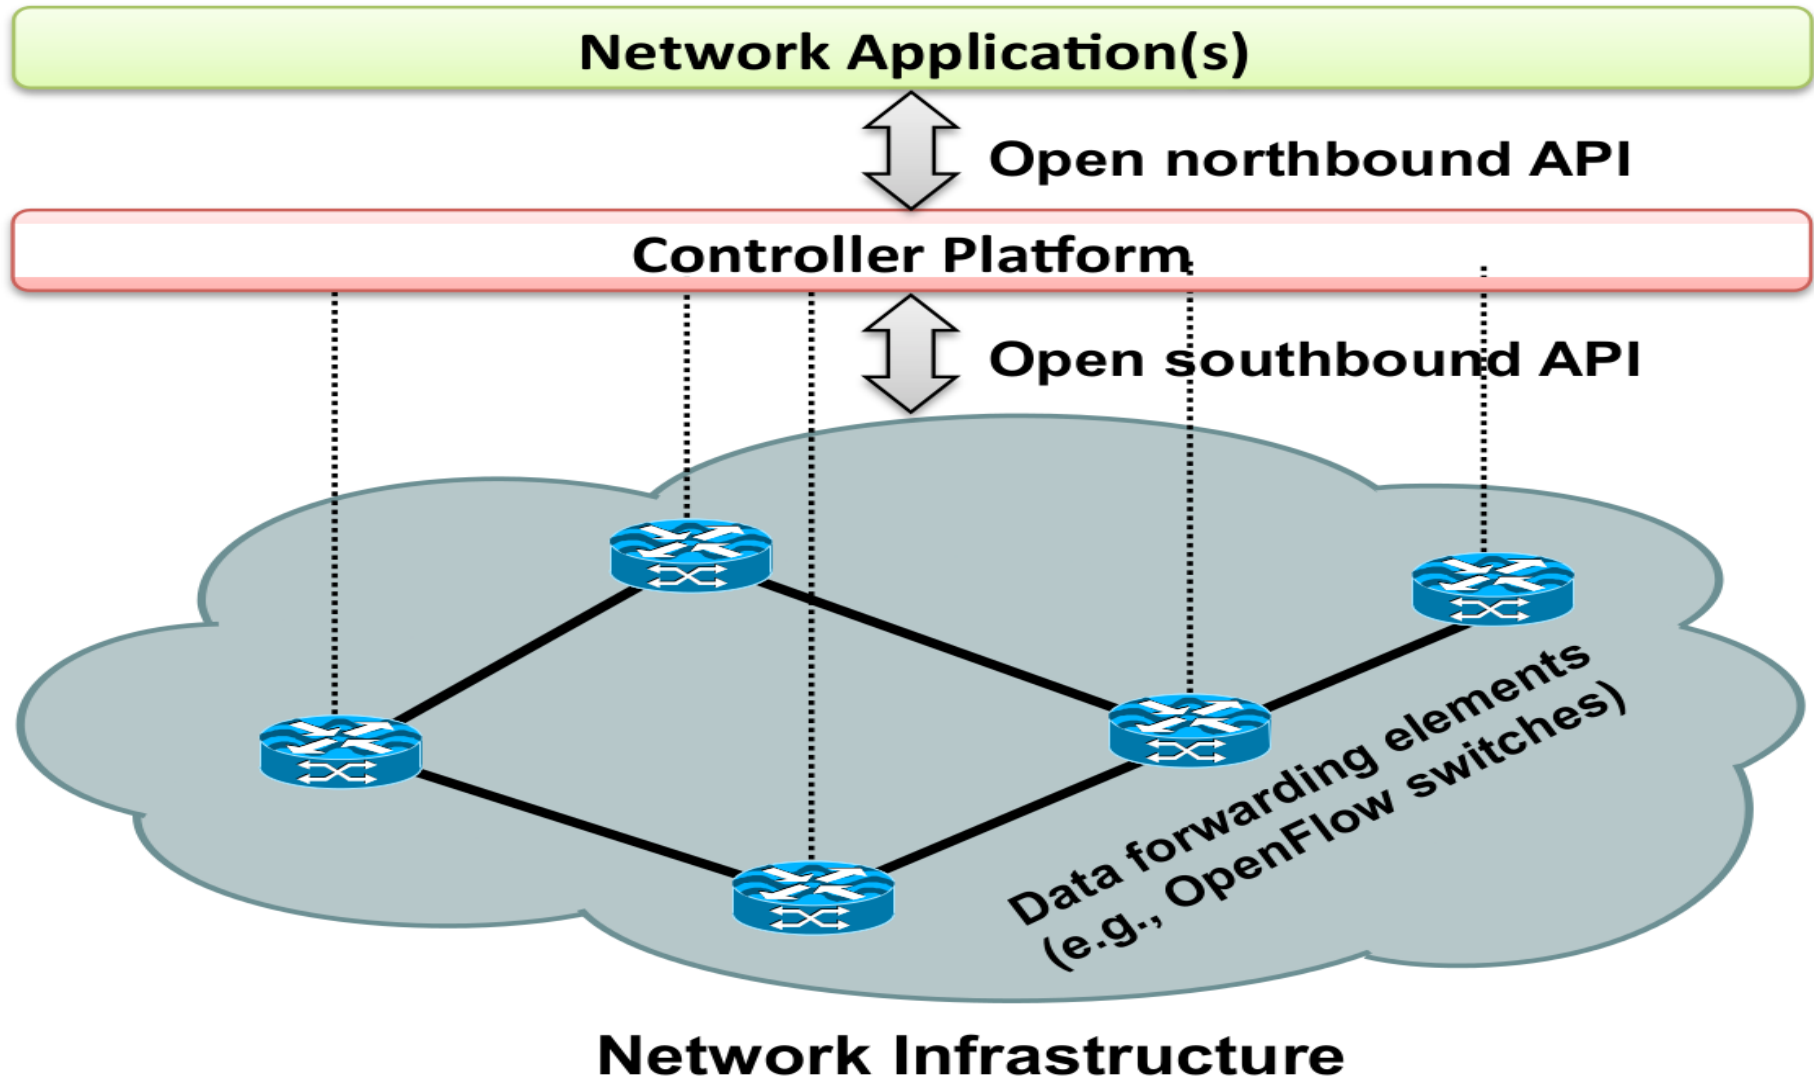 Network Application(s)
Open northbound API
Controller Platform
Open southbound API
Data forwarding elements
(e.g., OpenFlow switches)
Network Infrastructure